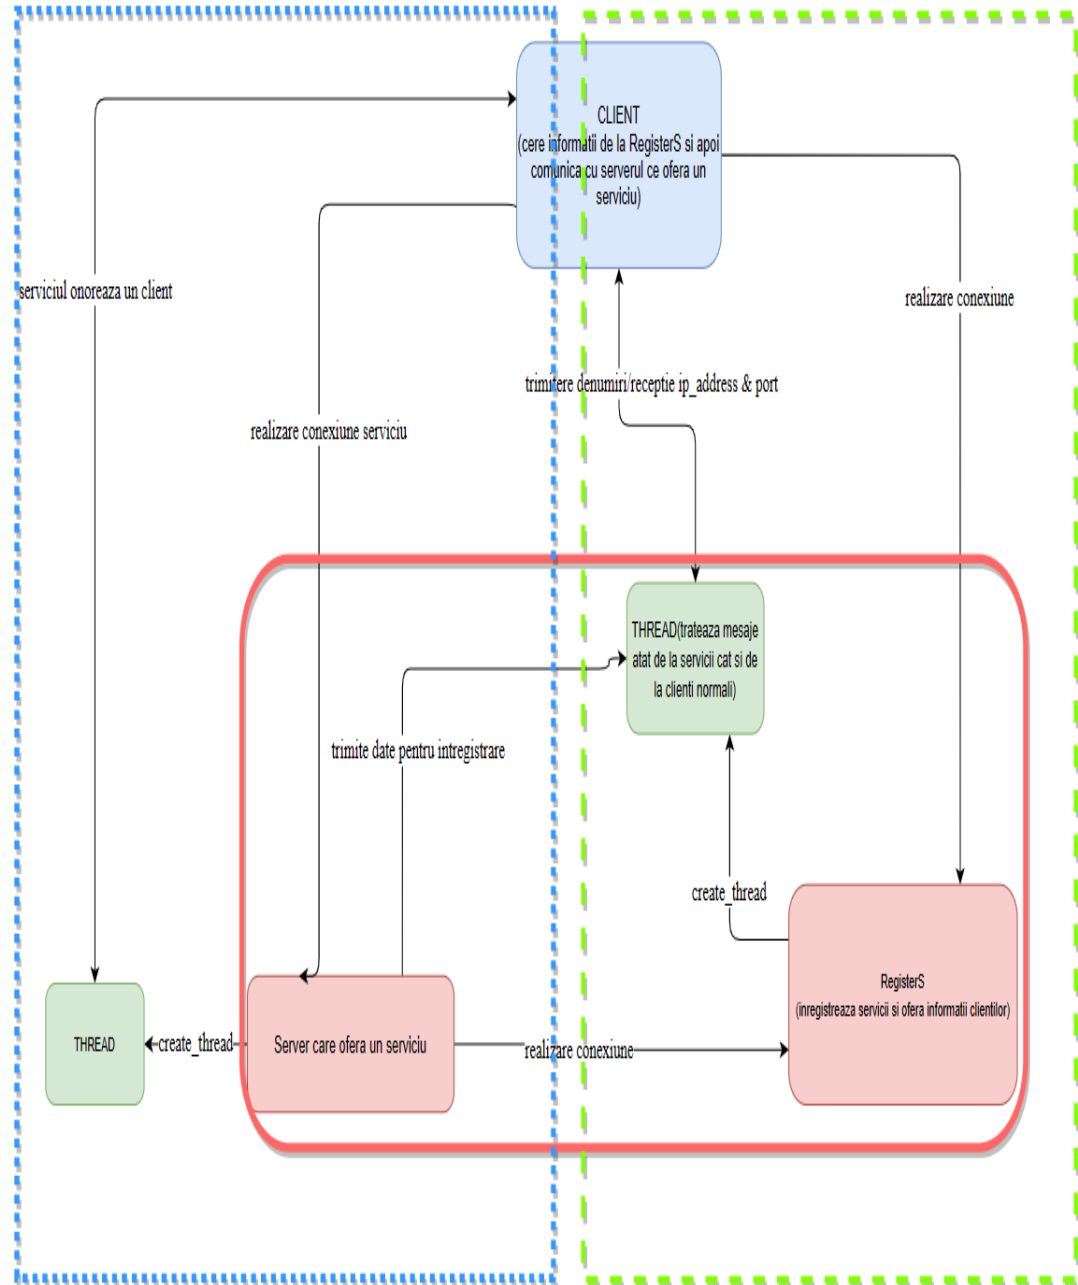 CLIENT
(cere informatii de la RegisterS si apoi
comunica cu serverul ce ofera un
serviciu)
serviciul onoreaza un client
realizare conexiune
trimitere denumiri/receptie ip_address & port
realizare conexiune serviciu
THREAD(trateaza mesaje
atat de la servicii cat si de
la clienti normali)
trimite date pentru intregistrare
create_thread
RegisterS
(inregistreaza servicii si ofera informatii clientilor)
THREAD
create_thread
Server care ofera un serviciu
realizare conexiune